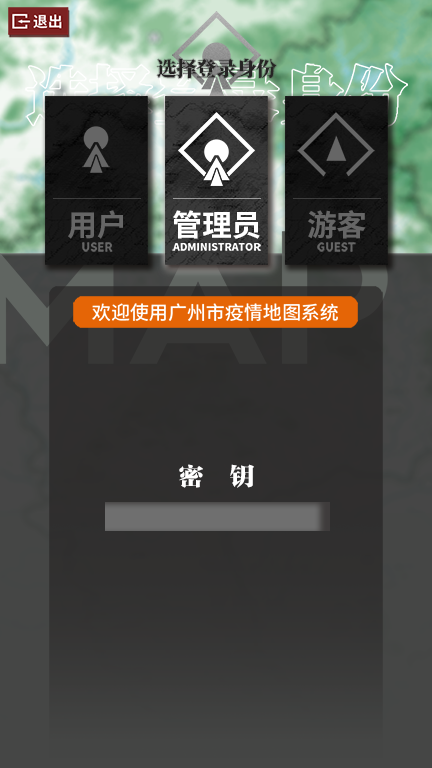 退出
选择登录身份
用户
USER
管理员
ADMINISTRATOR
游客
GUEST
MAP
欢迎使用广州市疫情地图系统
密 钥